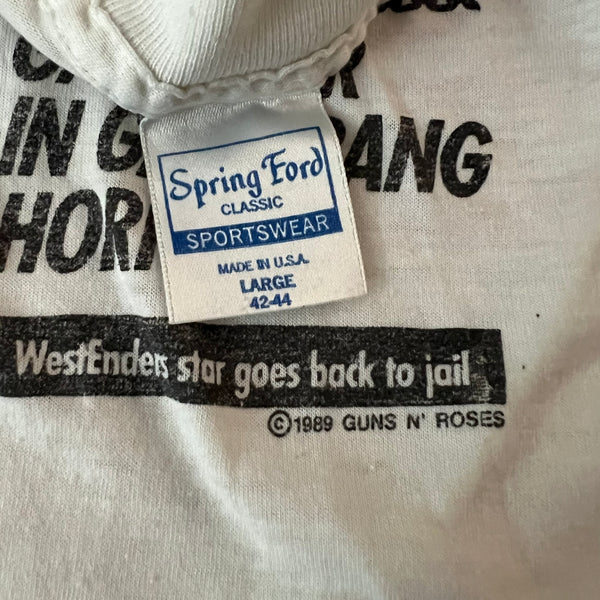 IN
BANG
Spring Ford
CLASSIC
SPORTSWEAR
MADE IN U.S.A.
LARGE
42-44
WestEnders star goes back to jail
©1989 GUNS N' ROSES